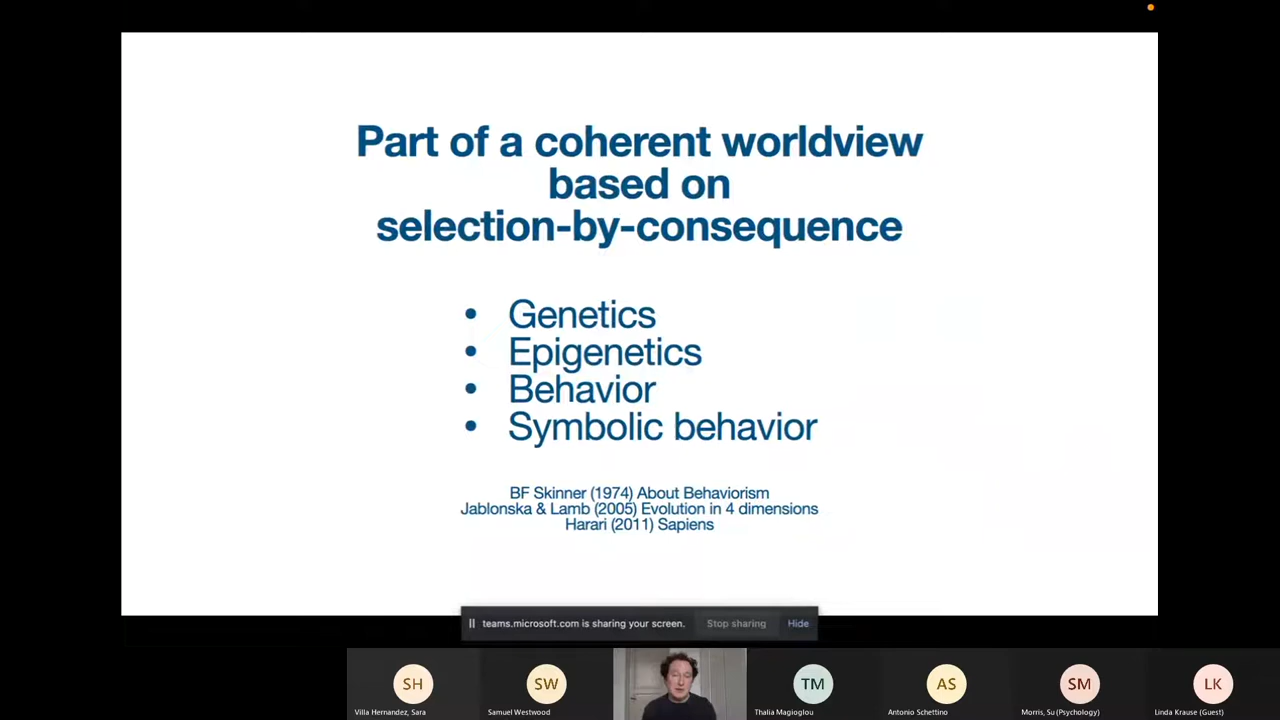 Part of a coherent worldview
based on
selection-by-consequence
• Genetics
• Epigenetics
• Behavior
• Symbolic behavior
BF Skinner (1974) About Behaviorism
Jablonska & Lamb (2005) Evolution in 4 dimensions
Harari (2011) Sapiens
teams.microsoft.com is sharing your screen. Stop sharing Hide
SH SW TM AS SM LK
Villa Hernandez, Sara Samuel Westwood Thalia Magioglou Antonio Schettino Morris, Su (Psychology) Linda Krause (Guest)